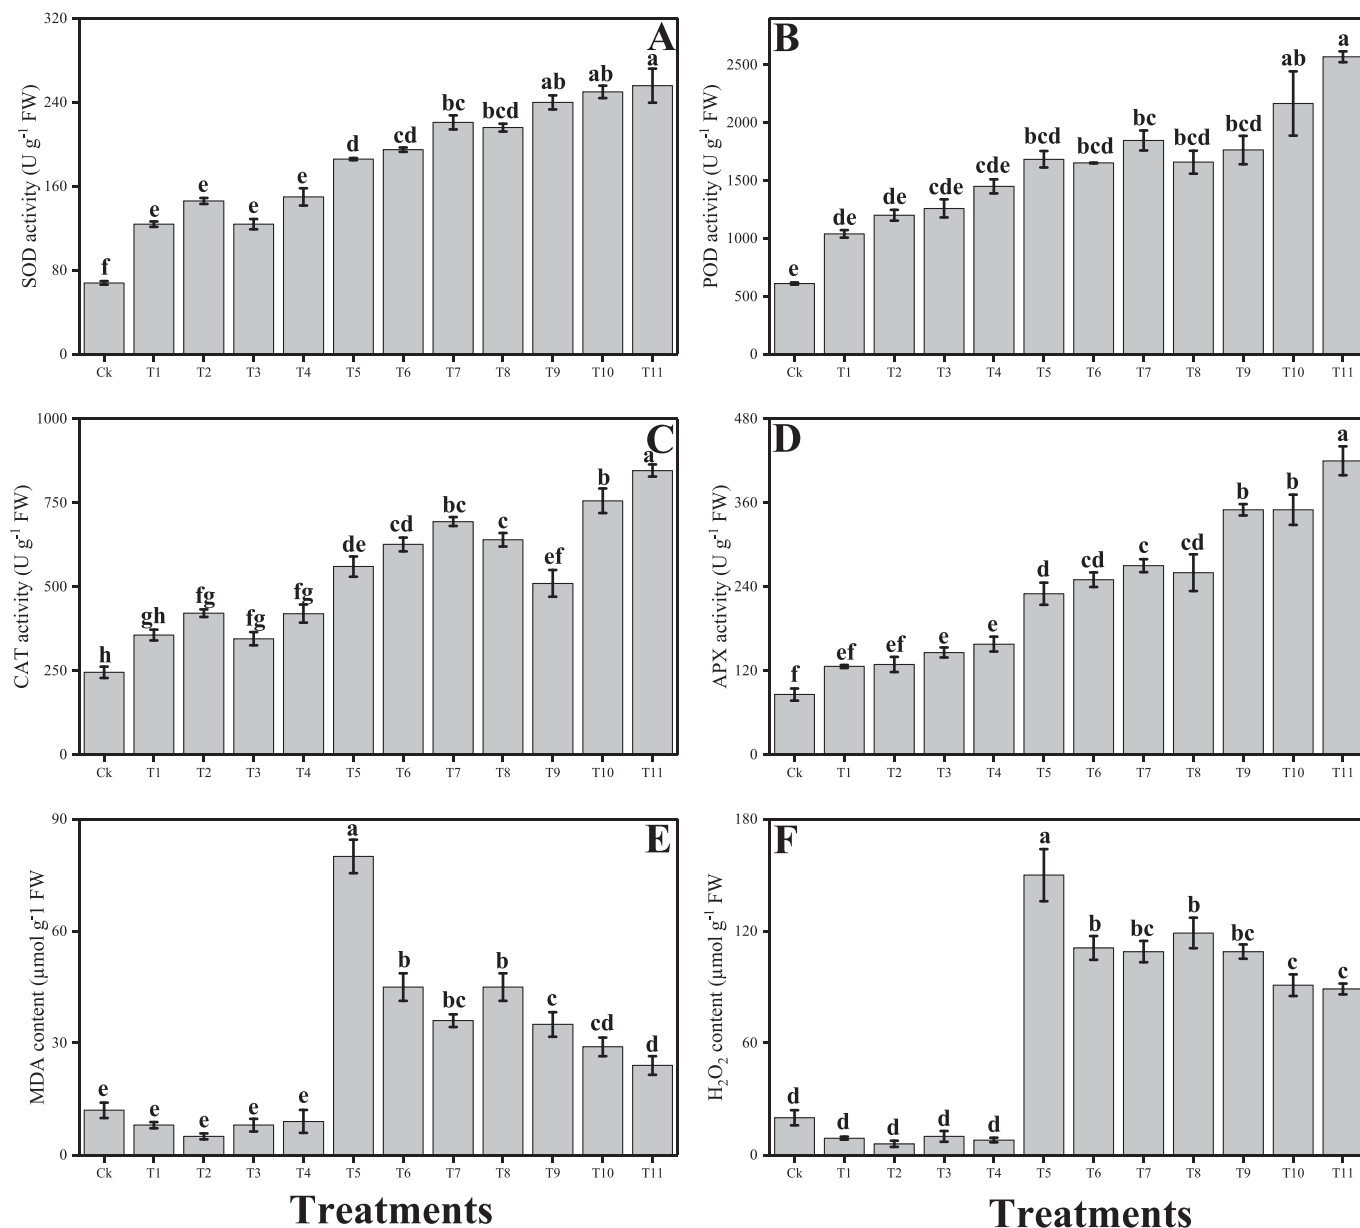 A
SOD activity (U g-1 FW)
320
240
160
80
0
f e e e e d cd bc bcd ab ab a
Ck T1 T2 T3 T4 T5 T6 T7 T8 T9 T10 T11
B
POD activity (U g-1 FW)
2500
2000
1500
1000
500
0
e de de cde cde bcd bcd bc bcd bcd ab a
Ck T1 T2 T3 T4 T5 T6 T7 T8 T9 T10 T11
C
CAT activity (U g-1 FW)
1000
750
500
250
0
h gh fg fg fg de cd bc c ef b a
Ck T1 T2 T3 T4 T5 T6 T7 T8 T9 T10 T11
D
APX activity (U g-1 FW)
480
360
240
120
0
f ef ef e e d cd c cd b b a
Ck T1 T2 T3 T4 T5 T6 T7 T8 T9 T10 T11
E
MDA content (μmol g-1 FW
90
60
30
0
e e e e e a b bc b c cd d
Ck T1 T2 T3 T4 T5 T6 T7 T8 T9 T10 T11
Treatments
F
H2O2 content (μmol g-1 FW
180
120
60
0
d d d d d a b bc b bc c c
Ck T1 T2 T3 T4 T5 T6 T7 T8 T9 T10 T11
Treatments